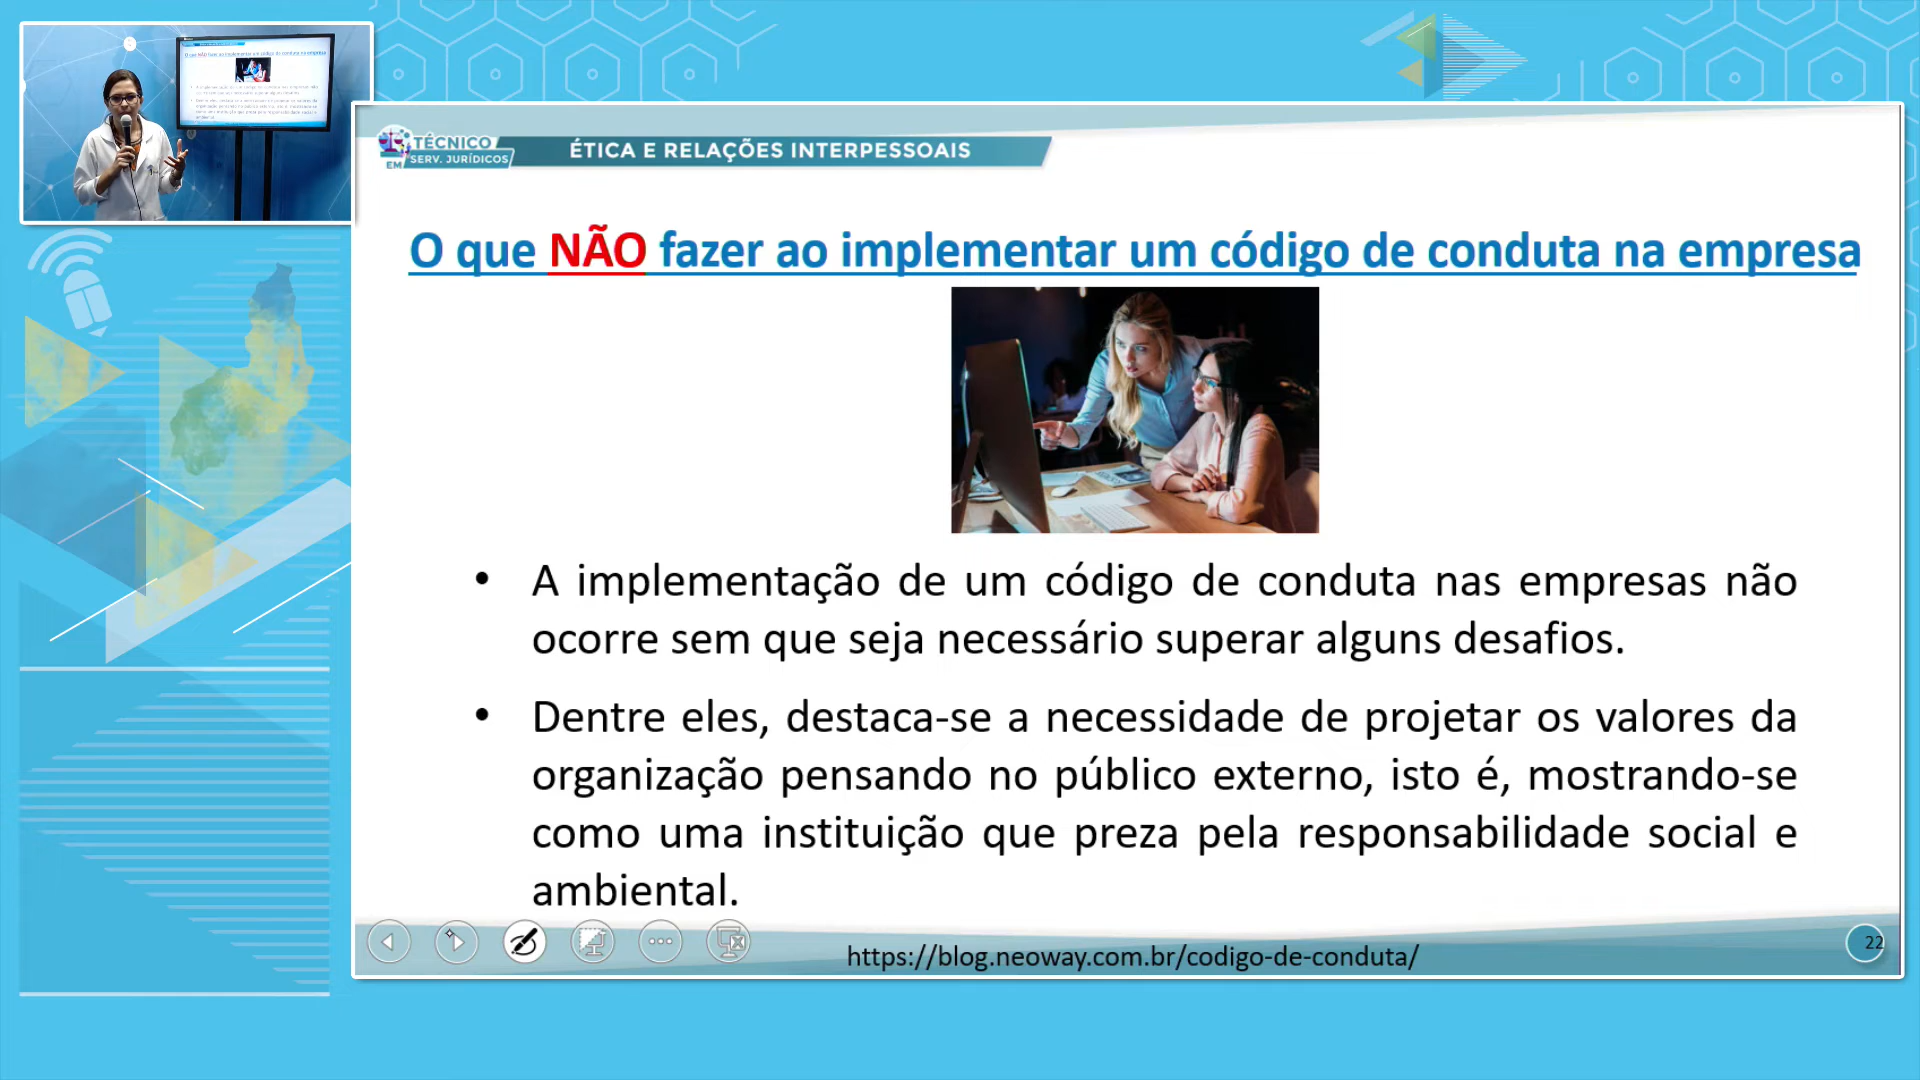 TÉCNICO
EM SERV. JURÍDICOS
ÉTICA E RELAÇÕES INTERPESSOAIS
O que NÃO fazer ao implementar um código de conduta na empresa
• A implementação de um código de conduta nas empresas não
ocorre sem que seja necessário superar alguns desafios.
• Dentre eles, destaca-se a necessidade de projetar os valores da
organização pensando no público externo, isto é, mostrando-se
como uma instituição que preza pela responsabilidade social e
ambiental.
https://blog.neoway.com.br/codigo-de-conduta/
22